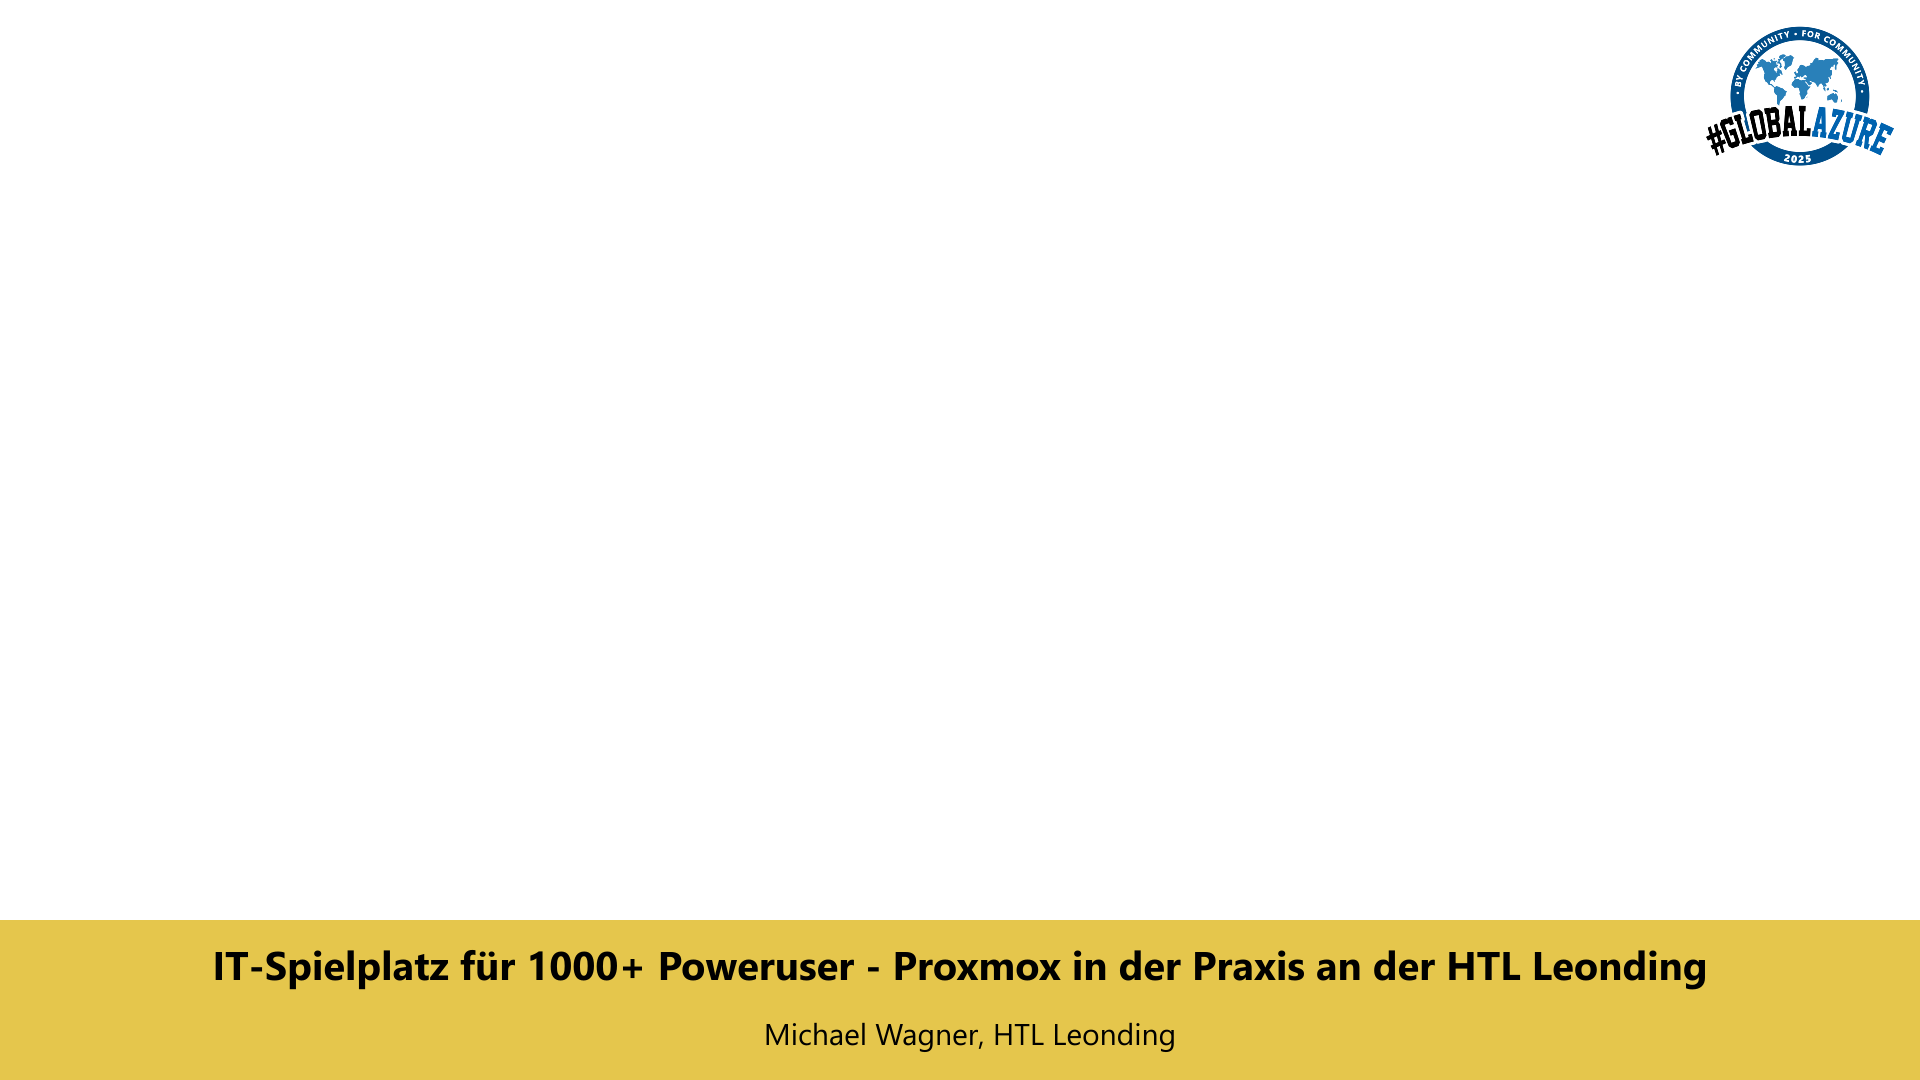 • BY COMMUNITY • FOR COMMUNITY •
#GLOBALAZURE
2025
IT-Spielplatz für 1000+ Poweruser - Proxmox in der Praxis an der HTL Leonding
Michael Wagner, HTL Leonding